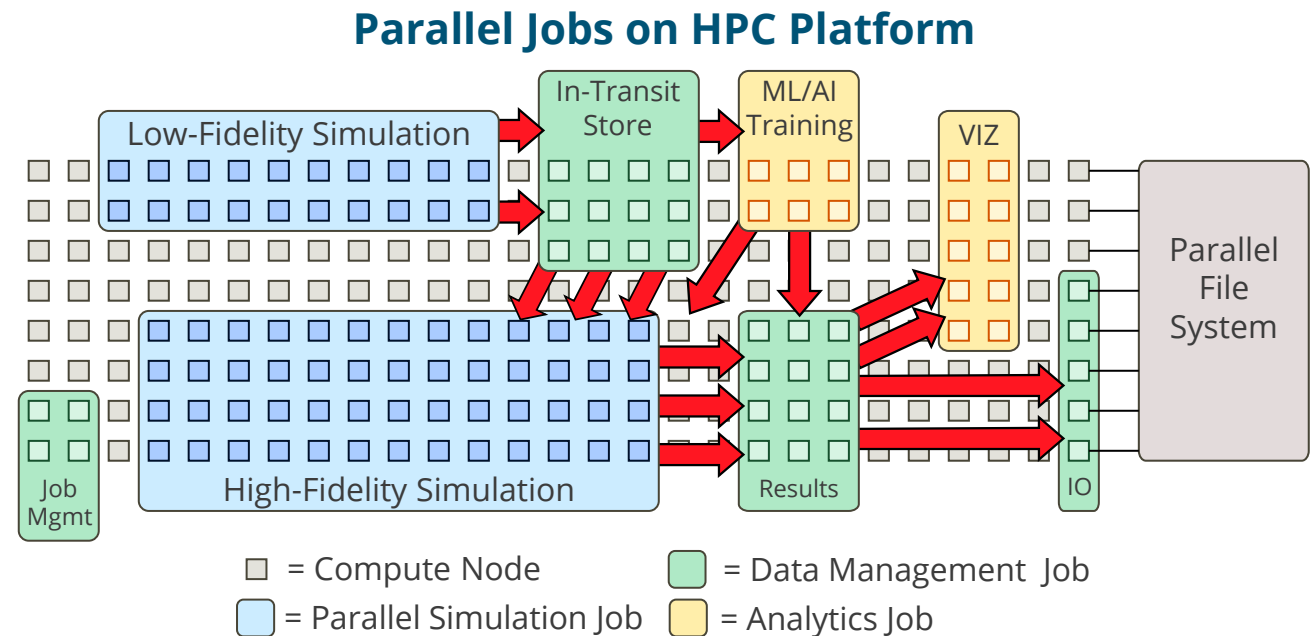 Parallel Jobs on HPC Platform
In-Transit
Store
ML/AI
Training
Low-Fidelity Simulation
VIZ
Parallel
File
System
High-Fidelity Simulation
Results
IO
Job
Mgmt
= Compute Node
= Data Management Job
= Parallel Simulation Job
= Analytics Job